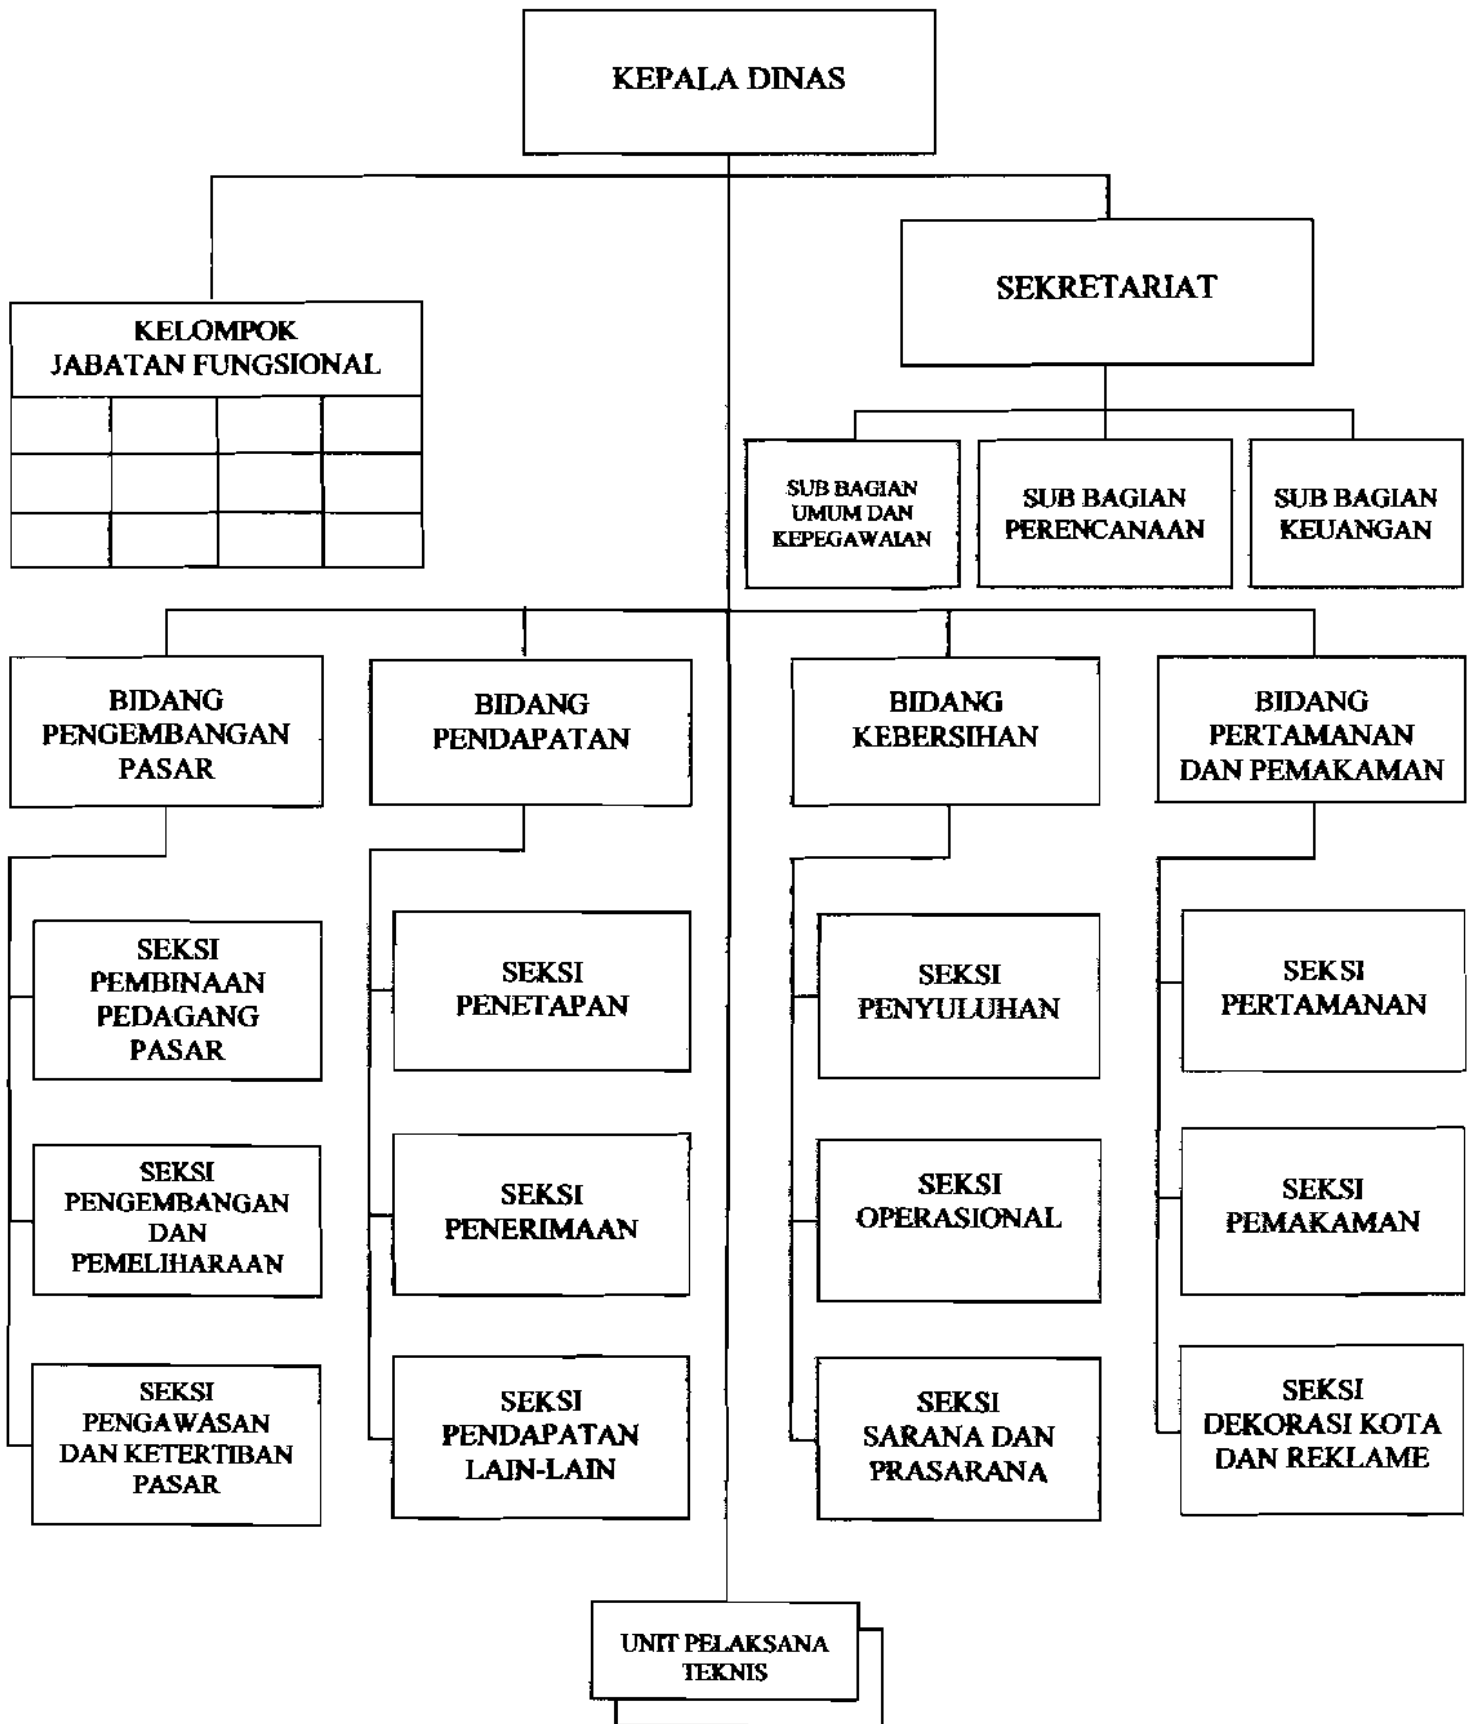 KEPALA DINAS
SEKRETARIAT
KELOMPOK
JABATAN FUNGSIONAL
SUB BAGIAN
UMUM DAN
KEPEGAWAIAN
SUB BAGIAN
PERENCANAAN
SUB BAGIAN
KEUANGAN
BIDANG
PENGEMBANGAN
PASAR
BIDANG
PENDAPATAN
BIDANG
KEBERSIHAN
BIDANG
PERTAMANAN
DAN PEMAKAMAN
SEKSI
PEMBINAAN
PEDAGANG
PASAR
SEKSI
PENETAPAN
SEKSI
PENYULUHAN
SEKSI
PERTAMANAN
SEKSI
PENGEMBANGAN
DAN
PEMELIHARAAN
SEKSI
PENERIMAAN
SEKSI
OPERASIONAL
SEKSI
PEMAKAMAN
SEKSI
PENGAWASAN
DAN KETERTIBAN
PASAR
SEKSI
PENDAPATAN
LAIN-LAIN
SEKSI
SARANA DAN
PRASARANA
SEKSI
DEKORASI KOTA
DAN REKLAME
UNIT PELAKSANA
TEKNIS